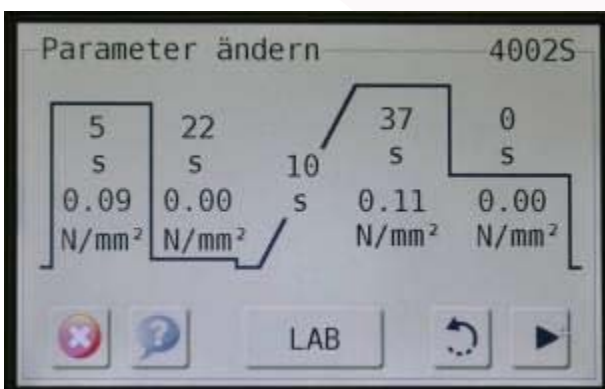 Parameter ändern 4002S
5 22 10 37 0
s s s s s
0.09 0.00 0.11 0.00
N/mm² N/mm² N/mm² N/mm²
LAB